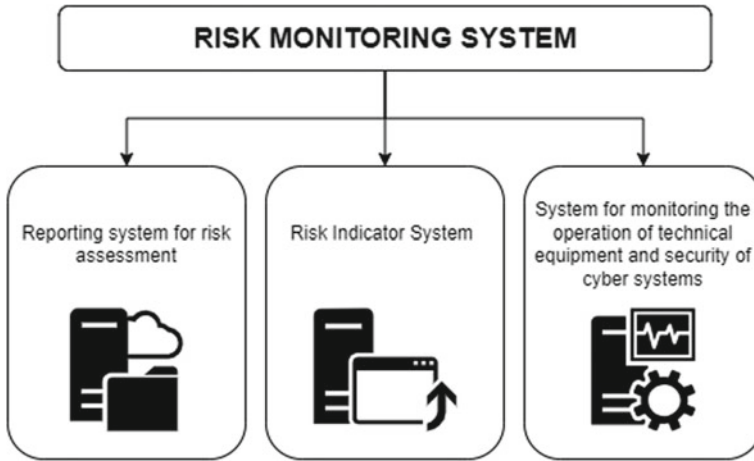 RISK MONITORING SYSTEM
Reporting system for risk
assessment
Risk Indicator System
System for monitoring the
operation of technical
equipment and security of
cyber systems